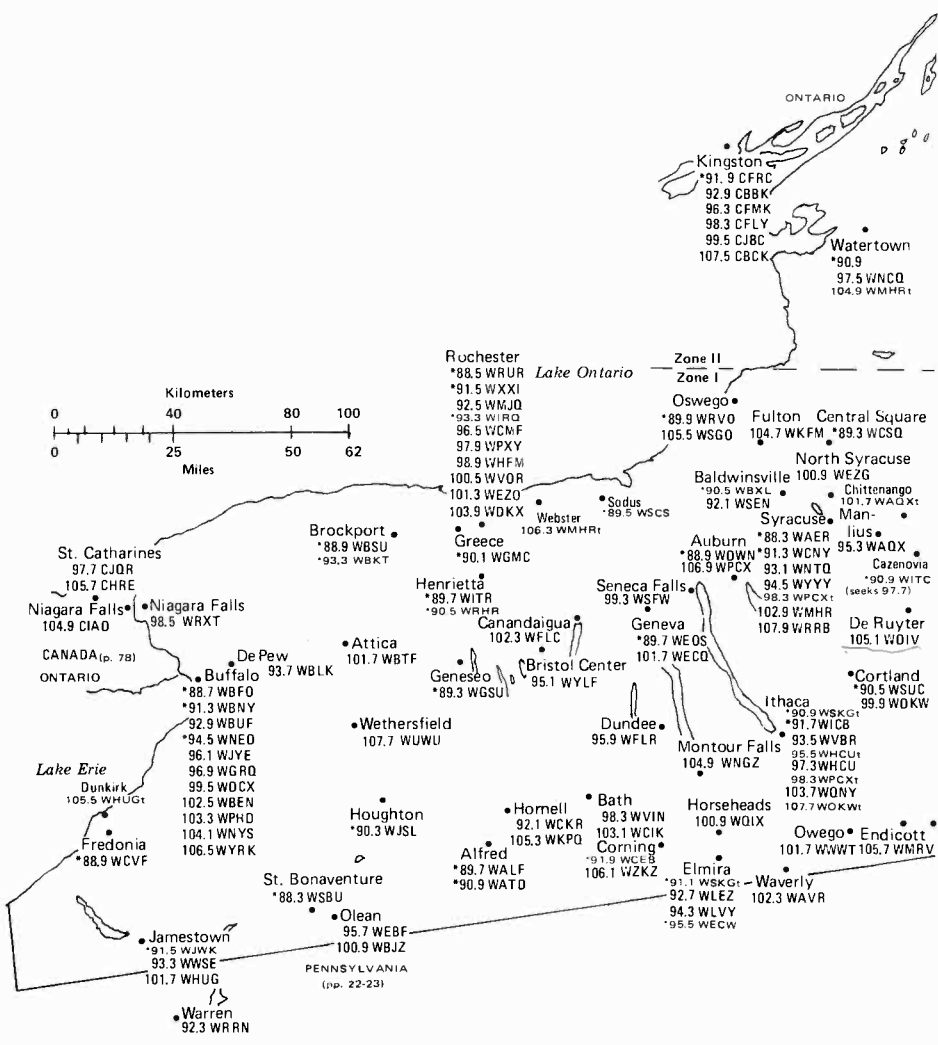 ONTARIO
Kingston
*91.9 CFRC
92.9 CBBK
96.3 CFMK
98.3 CFLY
99.5 CJBC
107.5 CBCK
Watertown
*90.9
97.5 WNCQ
104.9 WMHRt
Zone II
Zone I
Lake Ontario
Kilometers
0 40 80 100
0 25 50 62
Miles
Rochester
*88.5 WRUR
*91.5 WXXI
92.5 WMJQ
*93.3 WIRQ
96.5 WCMF
97.9 WPXY
98.9 WHFM
100.5 WVOR
101.3 WEZO
103.9 WDKX
Oswego
*89.9 WRVO
105.5 WSGO
Fulton
104.7 WKFM
Central Square
*89.3 WCSQ
North Syracuse
100.9 WEZG
Baldwinsville
*90.5 WBXL
92.1 WSEN
Chittenango
101.7 WAQXt
Syracuse
*88.3 WAER
*91.3 WCNY
93.1 WNTQ
94.5 WYYY
98.3 WPCXt
102.9 WMHR
107.9 WRRB
Man-
lius
95.3 WAQX
Cazenovia
*90.9 WITC
(seeks 97.7)
De Ruyter
105.1 WOIV
Sodus
*89.5 WSCS
Webster
106.3 WMHRt
Brockport
*88.9 WBSU
*93.3 WBKT
Greece
*90.1 WGMC
Auburn
*88.9 WDWN
106.9 WPCX
St. Catharines
97.7 CJQR
105.7 CHRE
Henrietta
*89.7 WITR
*90.5 WRHR
Seneca Falls
99.3 WSFW
Niagara Falls
104.9 CIAO
Niagara Falls
98.5 WRXT
Canandaigua
102.3 WFLC
Geneva
*89.7 WEOS
101.7 WECQ
Attica
101.7 WBTF
CANADA (p. 78)
ONTARIO
De Pew
93.7 WBLK
Geneseo
*89.3 WGSU
Bristol Center
95.1 WYLF
Buffalo
*88.7 WBFO
*91.3 WBNY
92.9 WBUF
*94.5 WNED
96.1 WJYE
96.9 WGRQ
99.5 WDCX
102.5 WBEN
103.3 WPHD
104.1 WNYS
106.5 WYRK
Cortland
*90.5 WSUC
99.9 WOKW
Ithaca
*90.9 WSKGt
*91.7 WICB
93.5 WVBR
95.5 WHCUt
97.3 WHCU
98.3 WPCXt
103.7 WQNY
107.7 WOKWt
Wethersfield
107.7 WUWU
Dundee
95.9 WFLR
Montour Falls
104.9 WNGZ
Lake Erie
Dunkirk
105.5 WHUGt
Fredonia
*88.9 WCVF
Houghton
*90.3 WJSL
Hornell
92.1 WCKR
105.3 WKPQ
Bath
98.3 WVIN
103.1 WCIK
Corning
*91.9 WCEB
106.1 WZKZ
Horseheads
100.9 WQIX
Owego
101.7 WWWT
Endicott
105.7 WMRV
Alfred
*89.7 WALF
*90.9 WATD
Elmira
*91.1 WSKGt
92.7 WLEZ
94.3 WLVY
*95.5 WECW
Waverly
102.3 WAVR
St. Bonaventure
*88.3 WSBU
Olean
95.7 WEBF
100.9 WBJZ
Jamestown
*91.5 WJWK
93.3 WWSE
101.7 WHUG
PENNSYLVANIA
(pp. 22-23)
Warren
92.3 WRRN